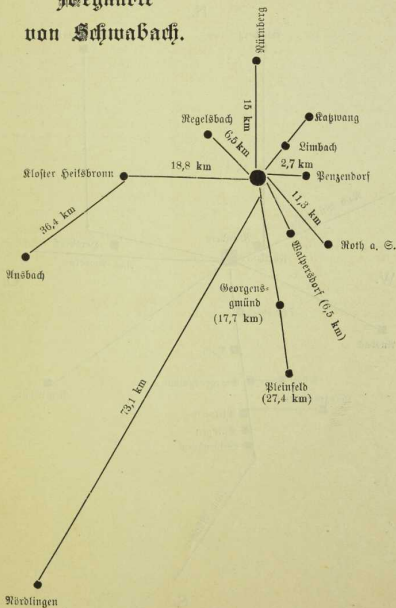 von Schwabach.
Nürnberg
15 km
Regelsbach
6,5 km
Katzwang
Limbach
2,7 km
Penzendorf
18,8 km
Kloster Heilsbronn
36,4 km
Ansbach
11,3 km
Roth a. S.
Walpersdorf (6,5 km)
Georgens-
gmünd
(17,7 km)
Pleinfeld
(27,4 km)
73,1 km
Nördlingen